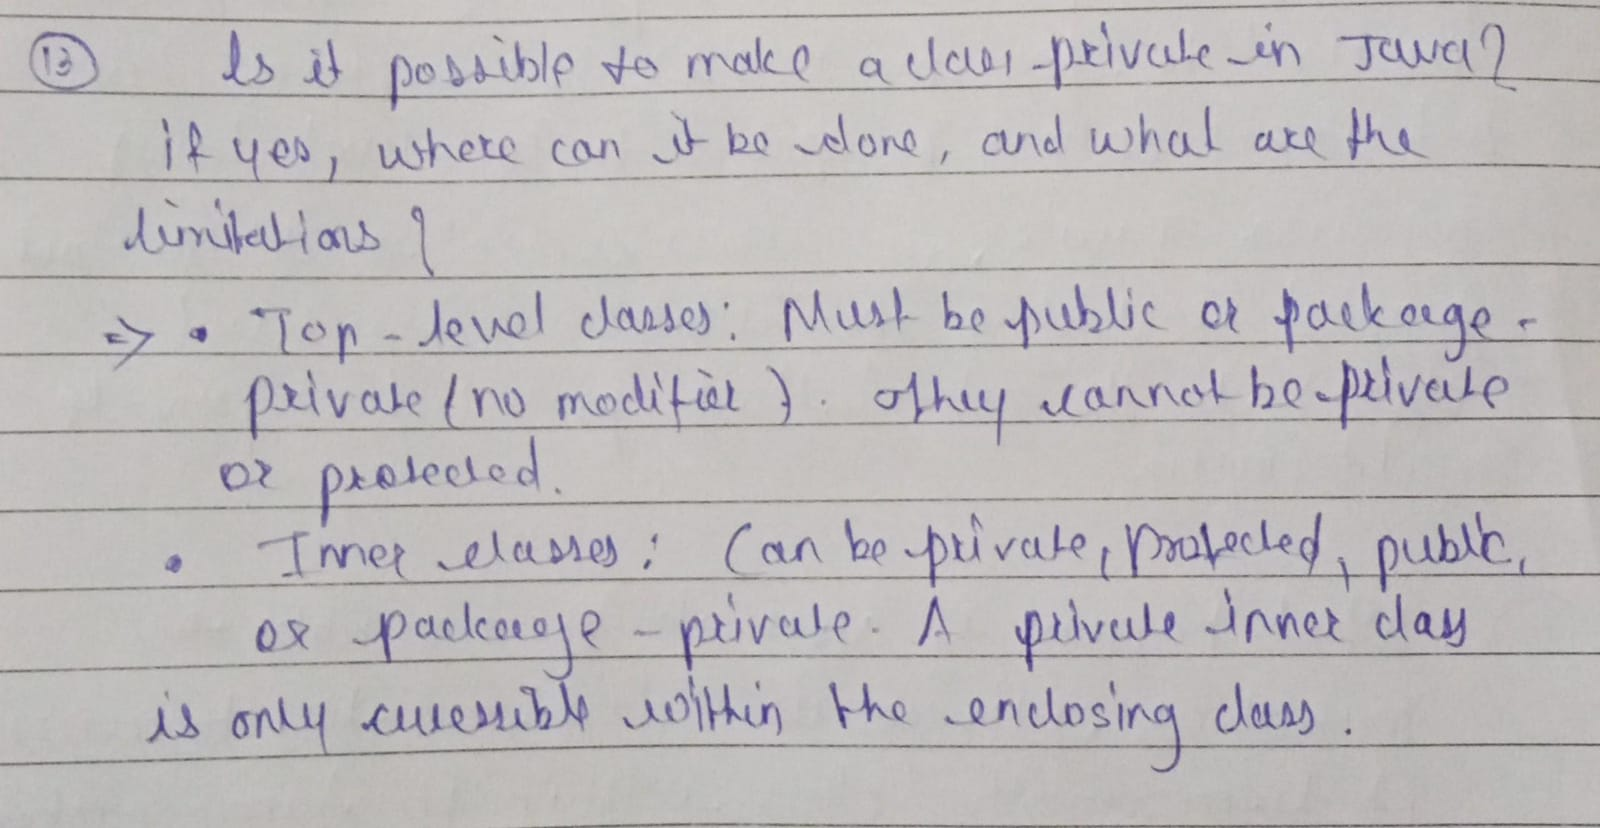 13 Is it possible to make a class private in Java?
if yes, where can it be done, and what are the
limitations?
⇒ • Top-level classes: Must be public or package-
private (no modifier). They cannot be private
or protected.
• Inner classes: Can be private, protected, public,
or package-private. A private inner class
is only accessible within the enclosing class.